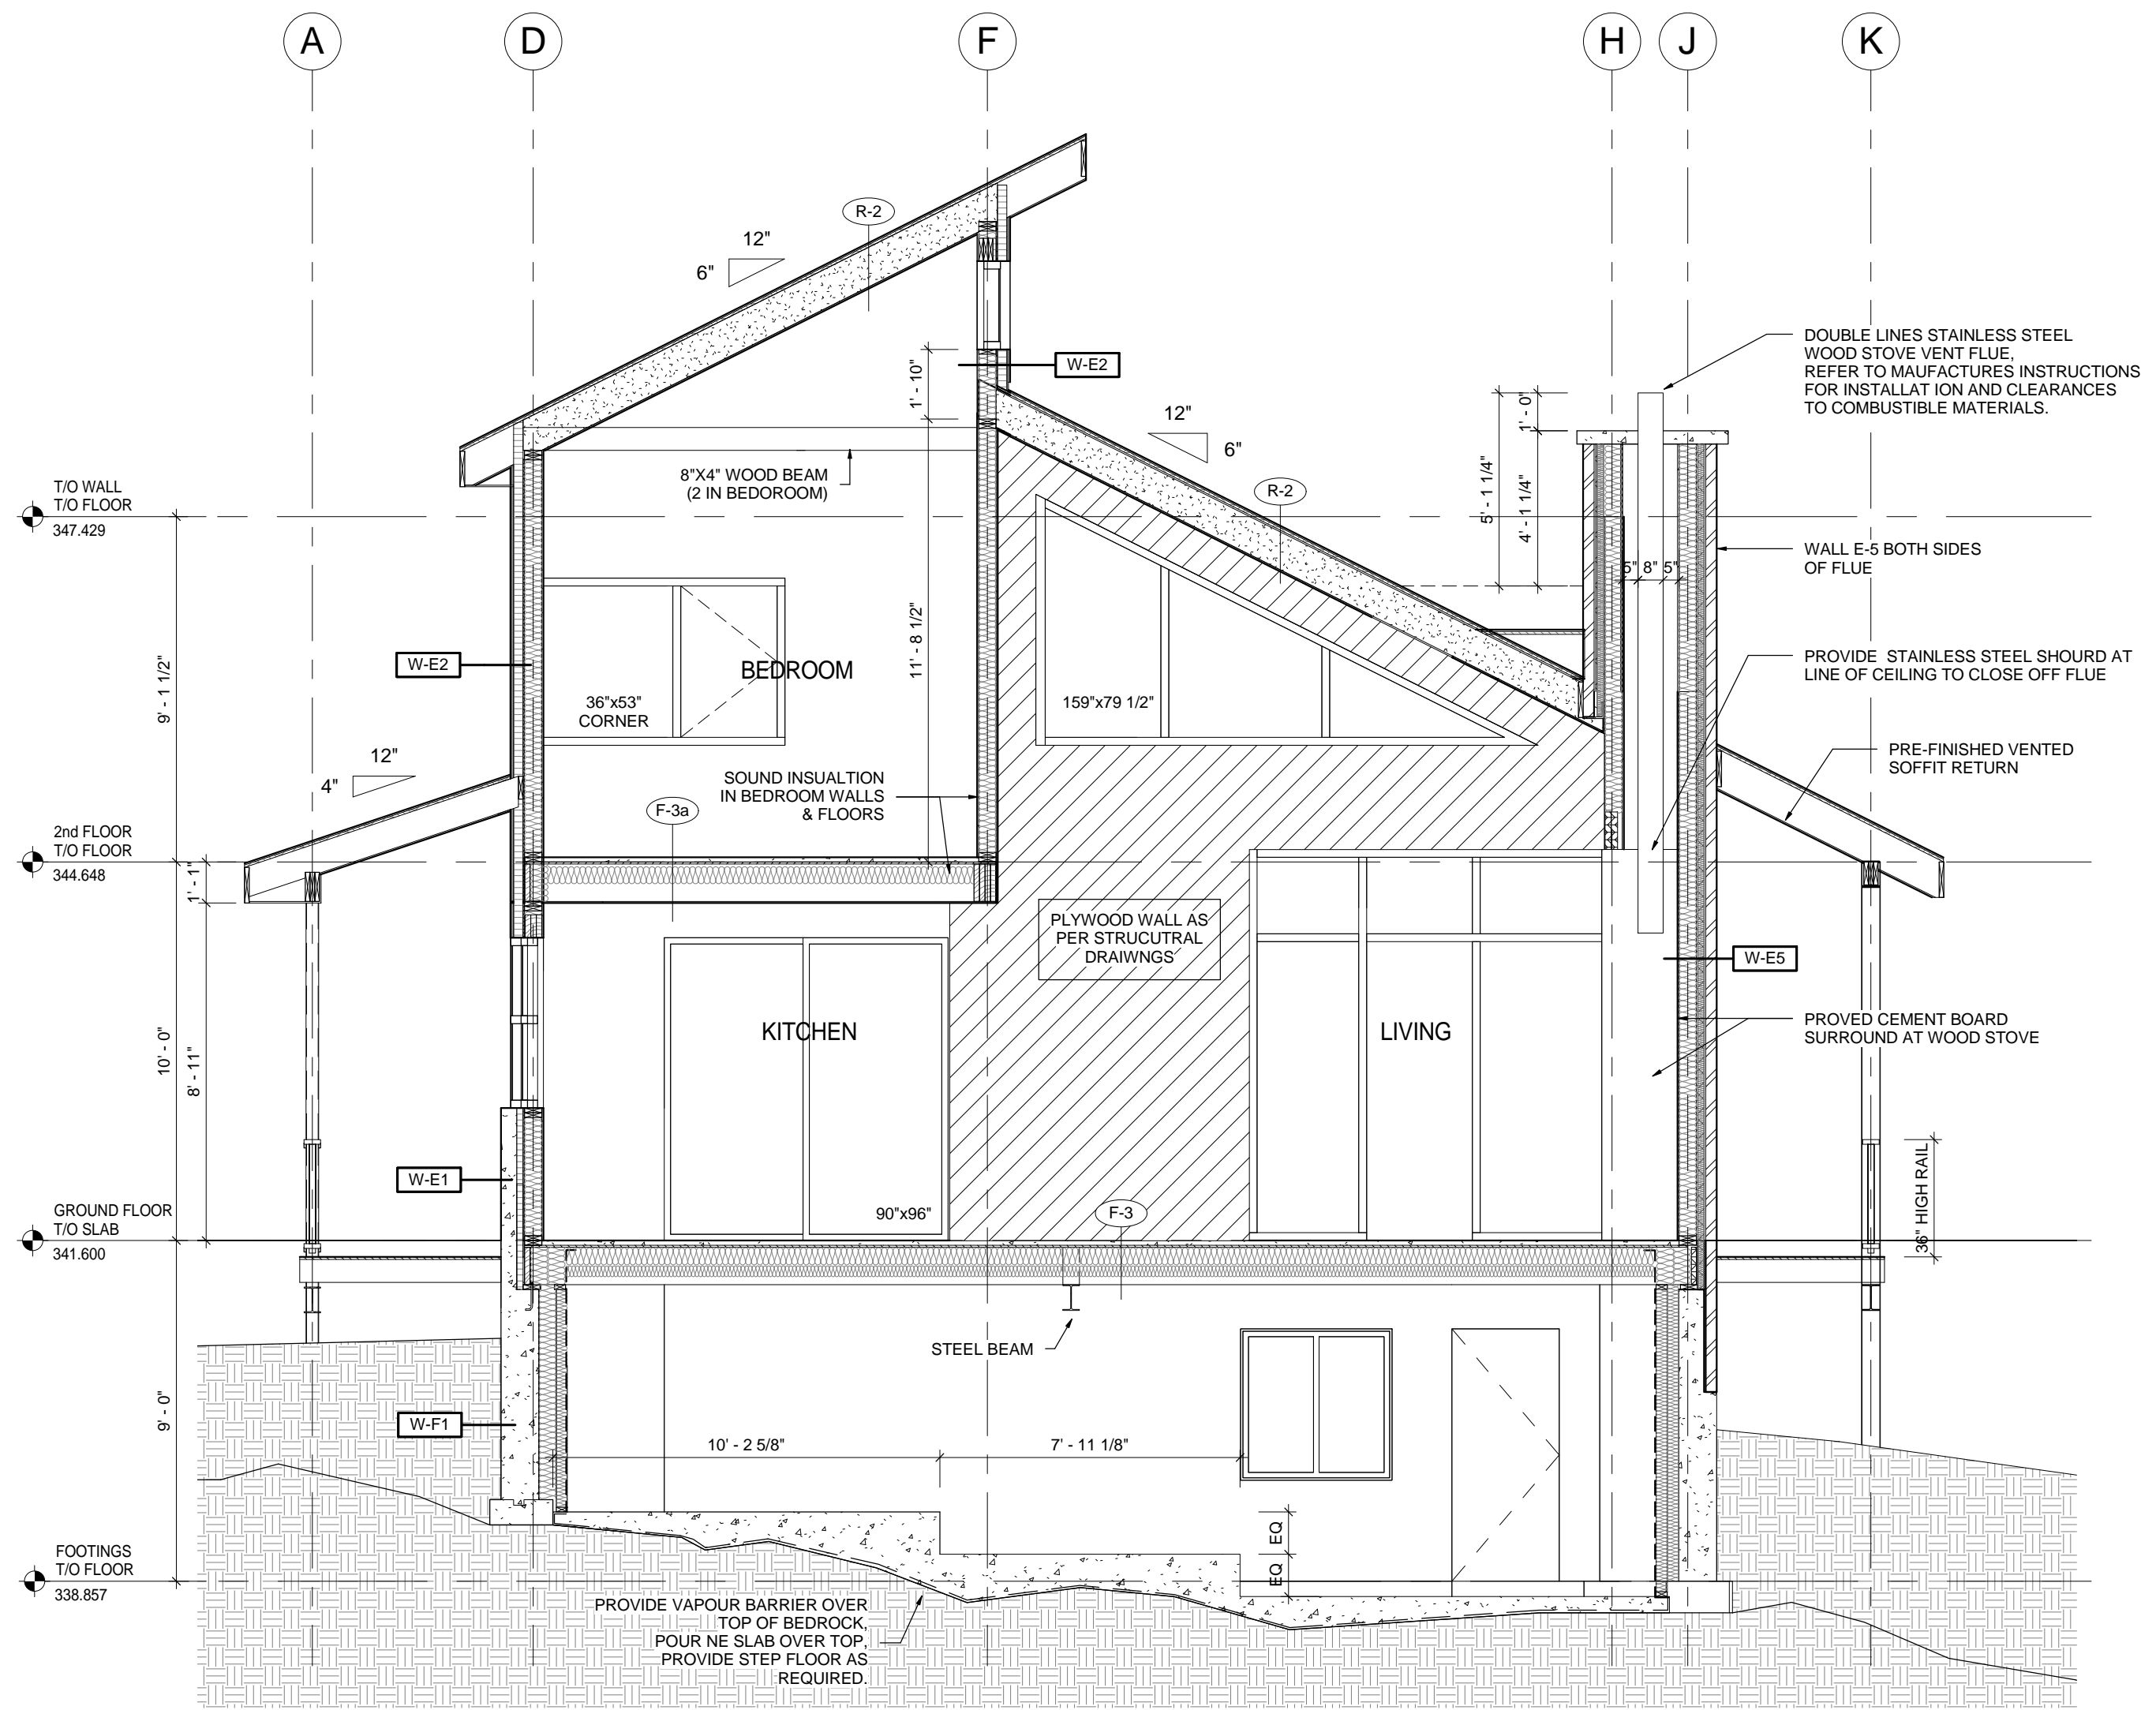 A
D
F
H
J
K
R-2
12"
6"
W-E2
1' - 10"
12"
6"
R-2
8"X4" WOOD BEAM
(2 IN BEDOROOM)
5' - 1 1/4"
1' - 0"
4' - 1 1/4"
5"
8"
5"
DOUBLE LINES STAINLESS STEEL
WOOD STOVE VENT FLUE,
REFER TO MAUFACTURES INSTRUCTIONS
FOR INSTALLAT ION AND CLEARANCES
TO COMBUSTIBLE MATERIALS.
T/O WALL
T/O FLOOR
347.429
WALL E-5 BOTH SIDES
OF FLUE
W-E2
BEDROOM
36"x53"
CORNER
11' - 8 1/2"
159"x79 1/2"
PROVIDE STAINLESS STEEL SHOURD AT
LINE OF CEILING TO CLOSE OFF FLUE
9' - 1 1/2"
12"
4"
SOUND INSUALTION
IN BEDROOM WALLS
& FLOORS
F-3a
PRE-FINISHED VENTED
SOFFIT RETURN
2nd FLOOR
T/O FLOOR
344.648
1' - 1"
PLYWOOD WALL AS
PER STRUCUTRAL
DRAIWNGS
W-E5
KITCHEN
LIVING
PROVED CEMENT BOARD
SURROUND AT WOOD STOVE
10' - 0"
8' - 11"
W-E1
90"x96"
F-3
36" HIGH RAIL
GROUND FLOOR
T/O SLAB
341.600
STEEL BEAM
9' - 0"
W-F1
10' - 2 5/8"
7' - 11 1/8"
EQ
EQ
FOOTINGS
T/O FLOOR
338.857
PROVIDE VAPOUR BARRIER OVER
TOP OF BEDROCK,
POUR NE SLAB OVER TOP,
PROVIDE STEP FLOOR AS
REQUIRED.